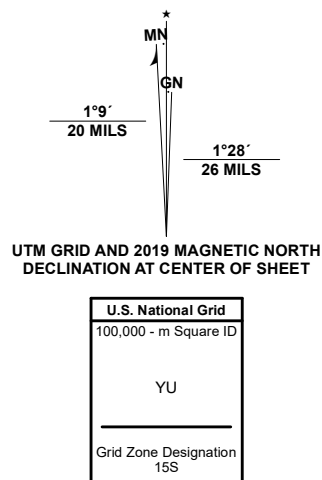 ★
MN
GN
1°9´
20 MILS
1°28´
26 MILS
UTM GRID AND 2019 MAGNETIC NORTH
DECLINATION AT CENTER OF SHEET
U.S. National Grid
100,000 - m Square ID
YU
Grid Zone Designation
15S